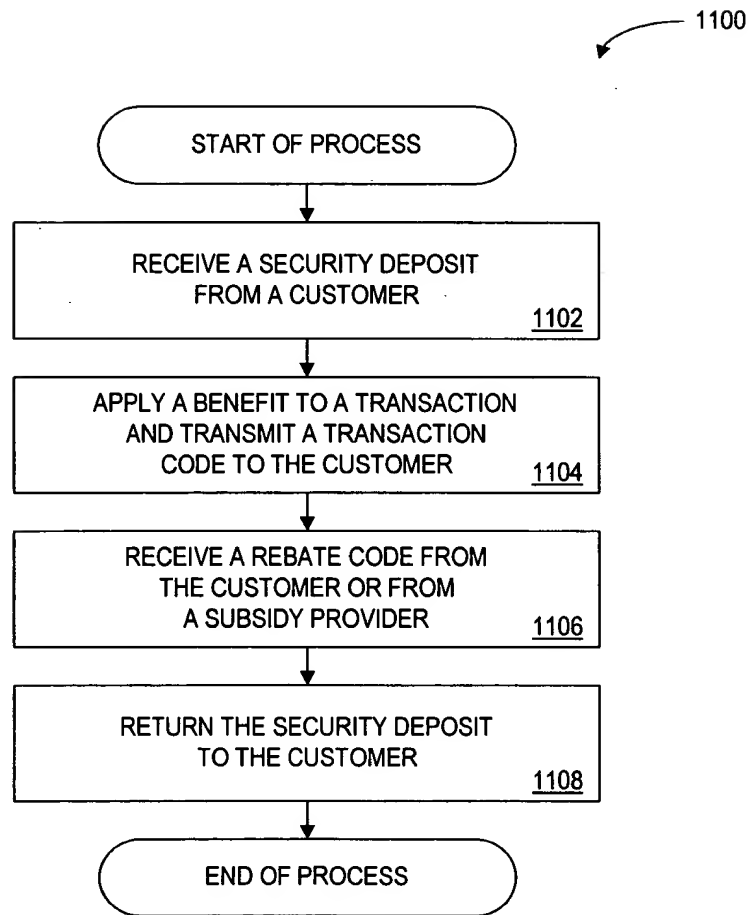 1100
START OF PROCESS
RECEIVE A SECURITY DEPOSIT
FROM A CUSTOMER
1102
APPLY A BENEFIT TO A TRANSACTION
AND TRANSMIT A TRANSACTION
CODE TO THE CUSTOMER
1104
RECEIVE A REBATE CODE FROM
THE CUSTOMER OR FROM
A SUBSIDY PROVIDER
1106
RETURN THE SECURITY DEPOSIT
TO THE CUSTOMER
1108
END OF PROCESS